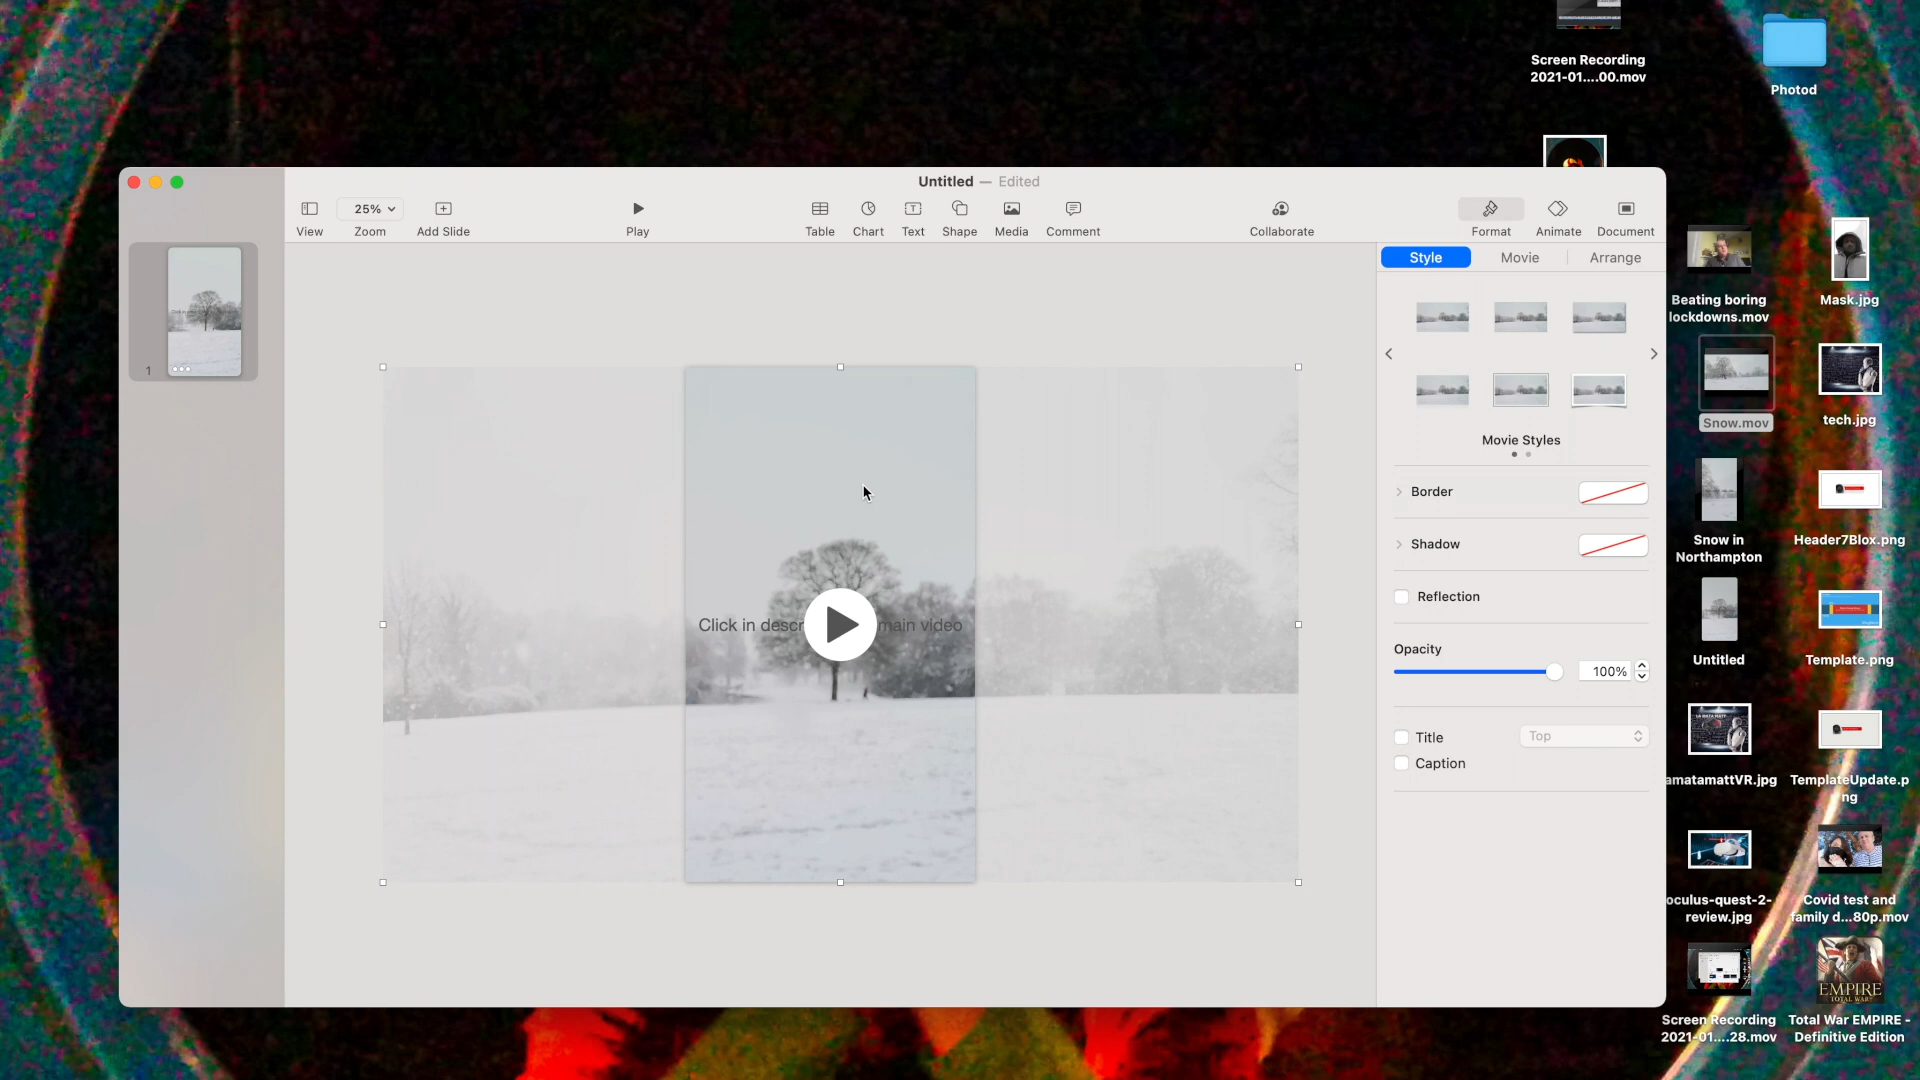 Screen Recording
2021-01....00.mov
Photod
Untitled — Edited
25%
View
Zoom
Add Slide
Play
Table
Chart
Text
Shape
Media
Comment
Collaborate
Format
Animate
Document
Style
Movie
Arrange
1
Movie Styles
Border
Shadow
Reflection
Opacity
100%
Title
Top
Caption
Click in descr main video
Beating boring
lockdowns.mov
Mask.jpg
Snow.mov
tech.jpg
Snow in
Northampton
Header7Blox.png
Untitled
Template.png
amatamattVR.jpg
TemplateUpdate.p
ng
oculus-quest-2-
review.jpg
Covid test and
family d...80p.mov
EMPIRE
TOTAL WAR
Screen Recording
2021-01....28.mov
Total War EMPIRE -
Definitive Edition